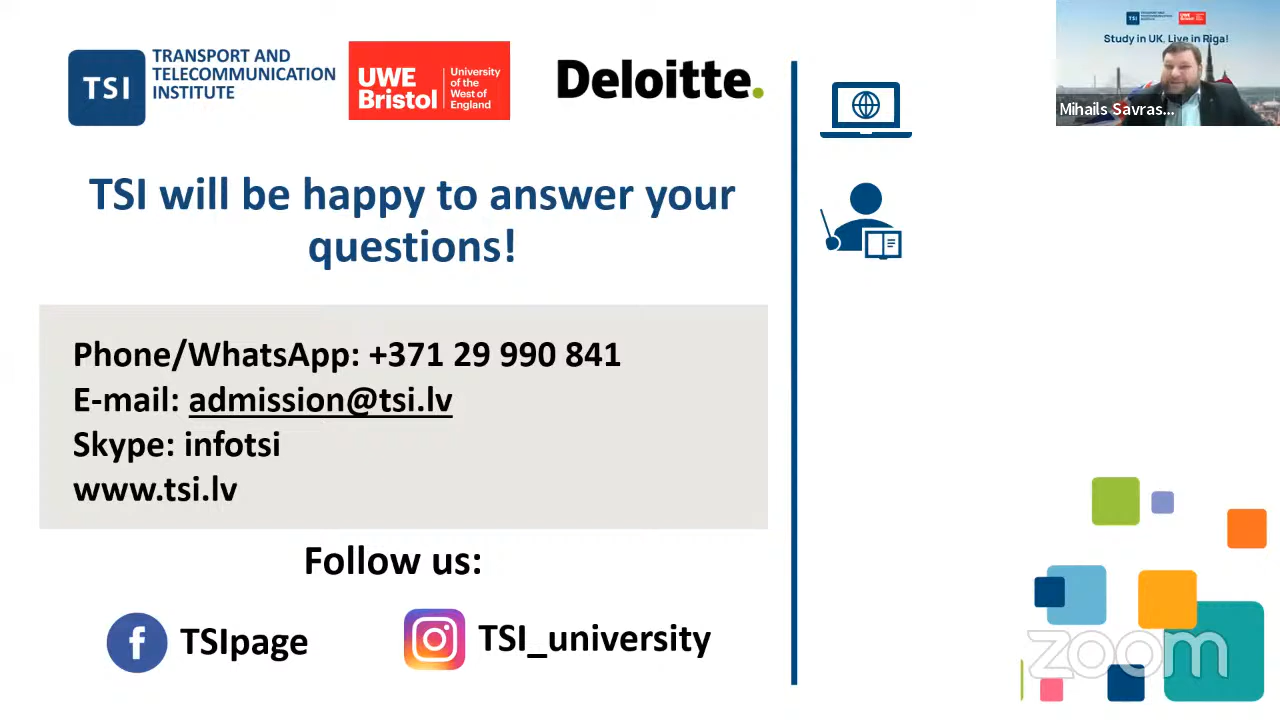 TSI
TRANSPORT AND
TELECOMMUNICATION
INSTITUTE
UWE
Bristol
University
of the
West of
England
Deloitte.
TSI will be happy to answer your
questions!
Phone/WhatsApp: +371 29 990 841
E-mail: admission@tsi.lv
Skype: infotsi
www.tsi.lv
Follow us:
TSIpage
TSI_university
Study in UK, Live in Riga!
Mihails Savras...
zoom